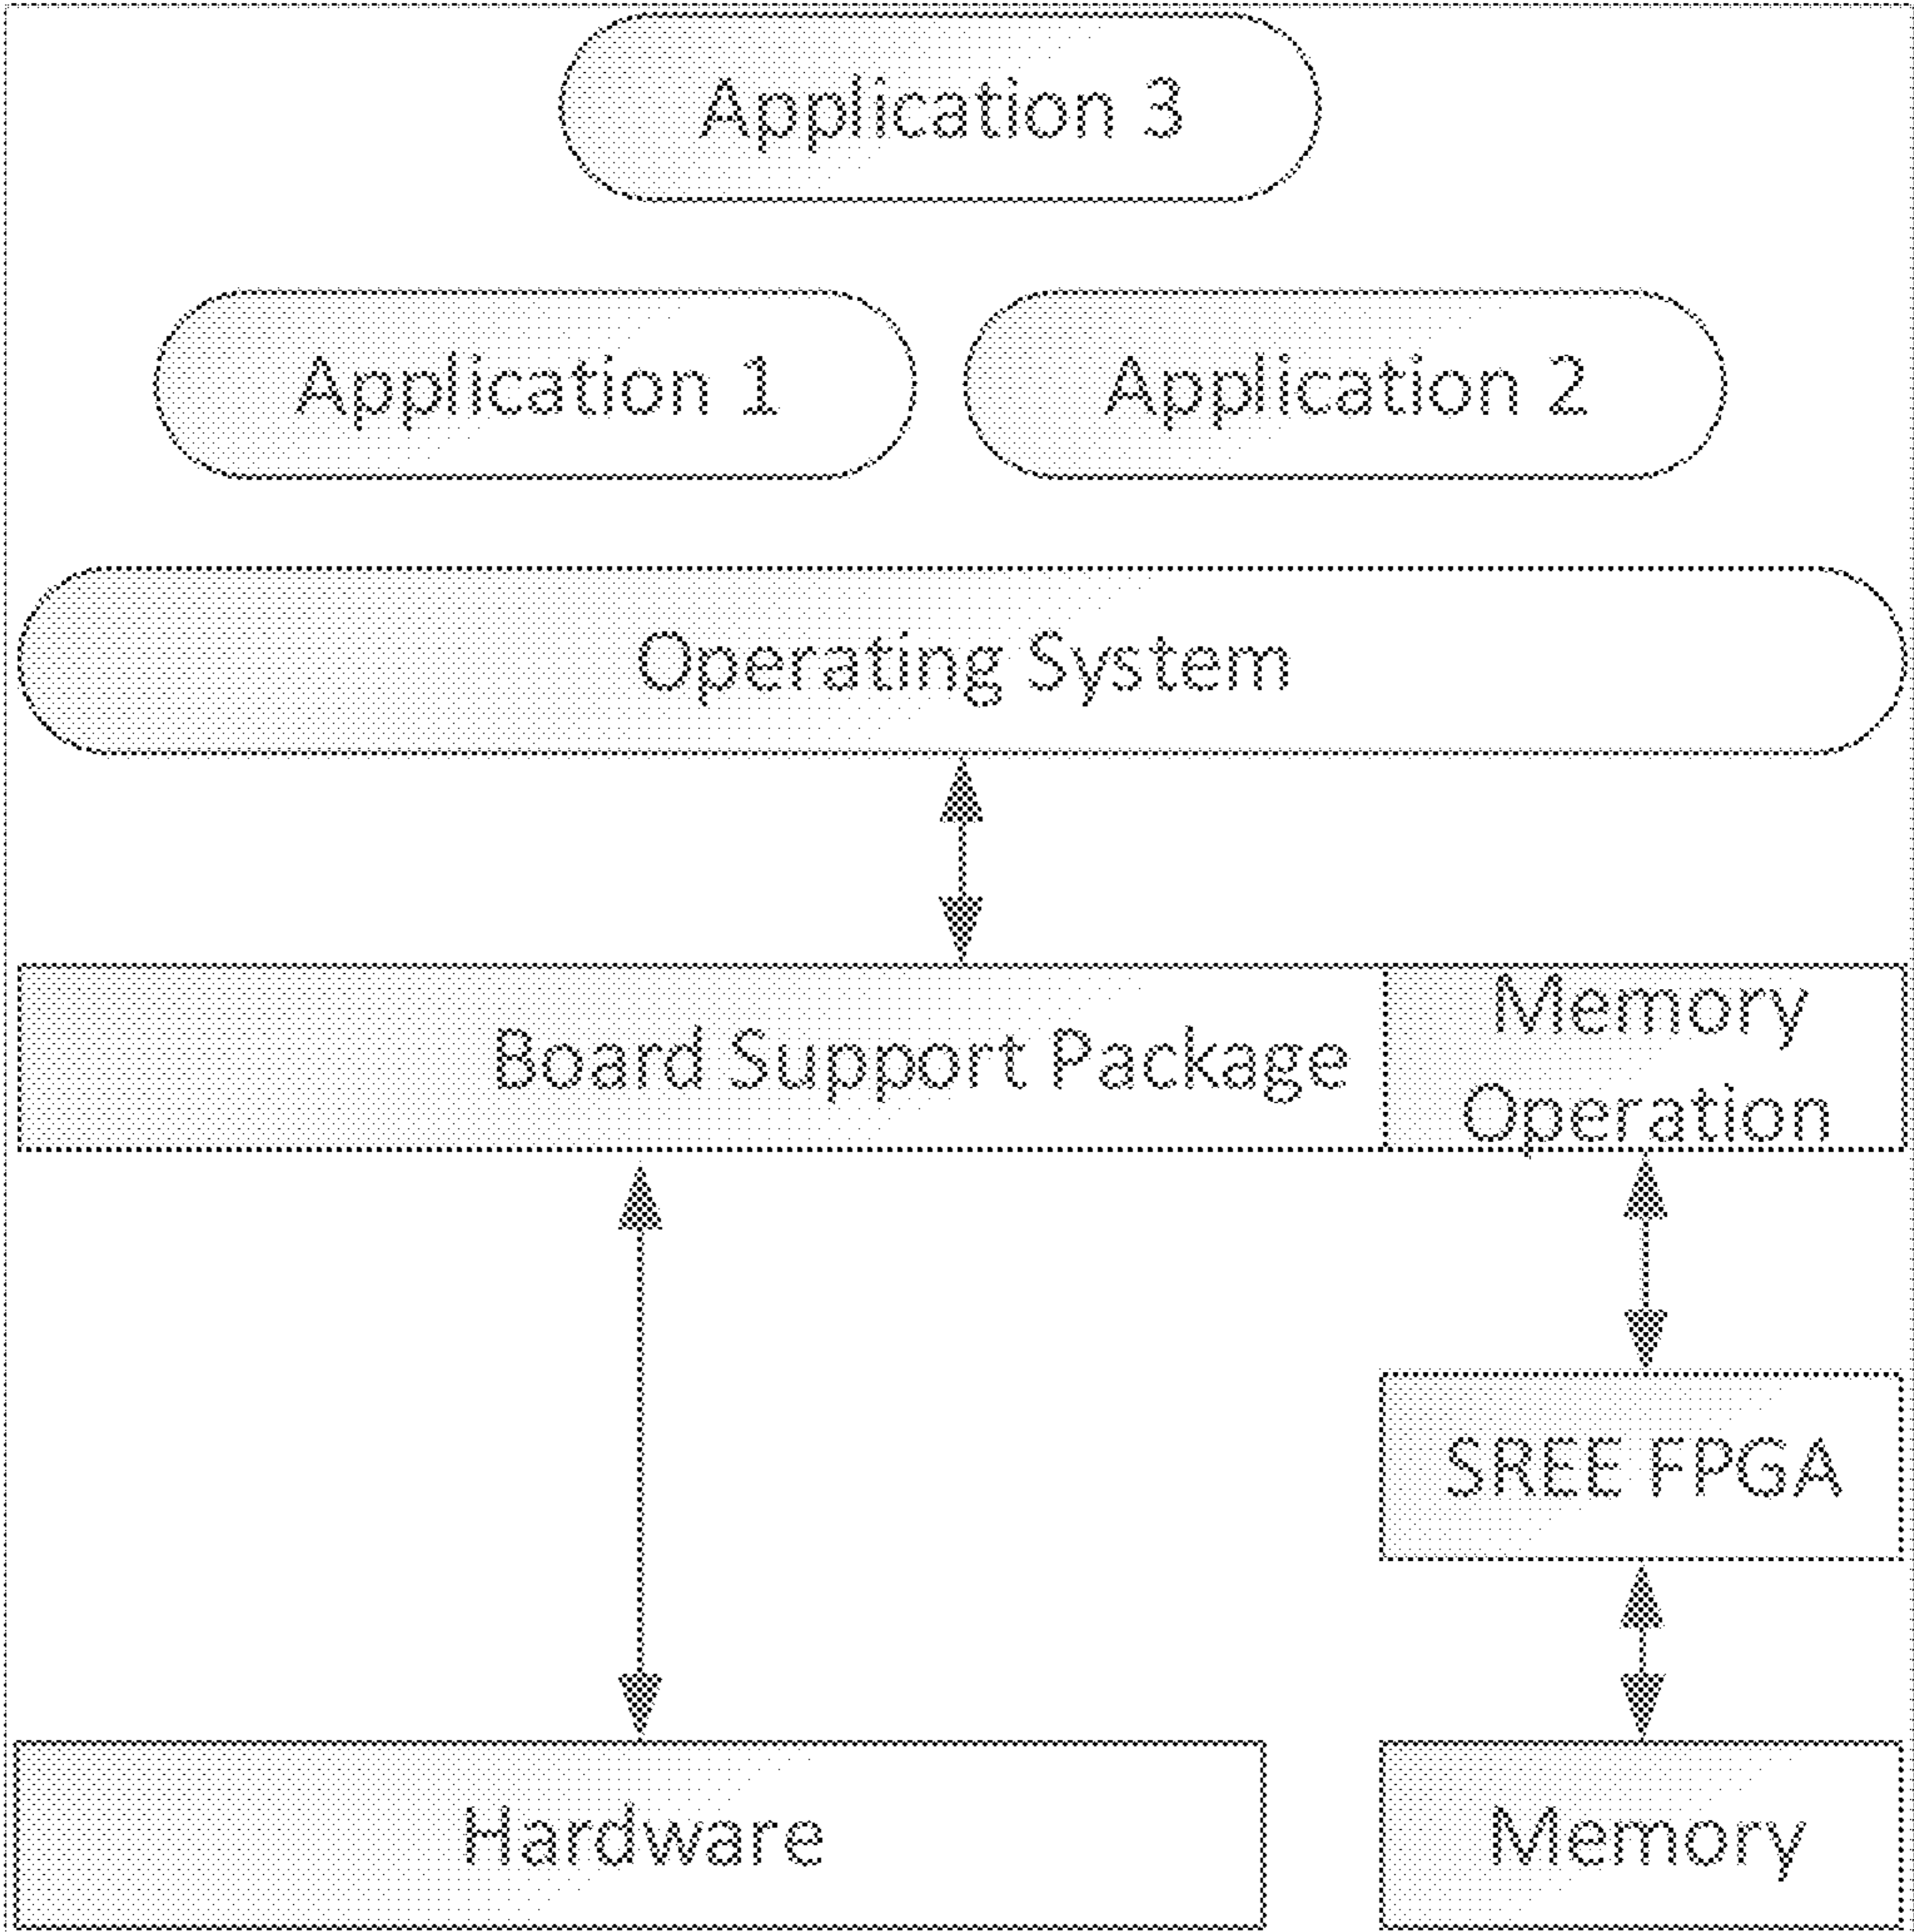 Application 3
Application 1
Application 2
Operating System
Board Support Package
Memory
Operation
SREE FPGA
Hardware
Memory